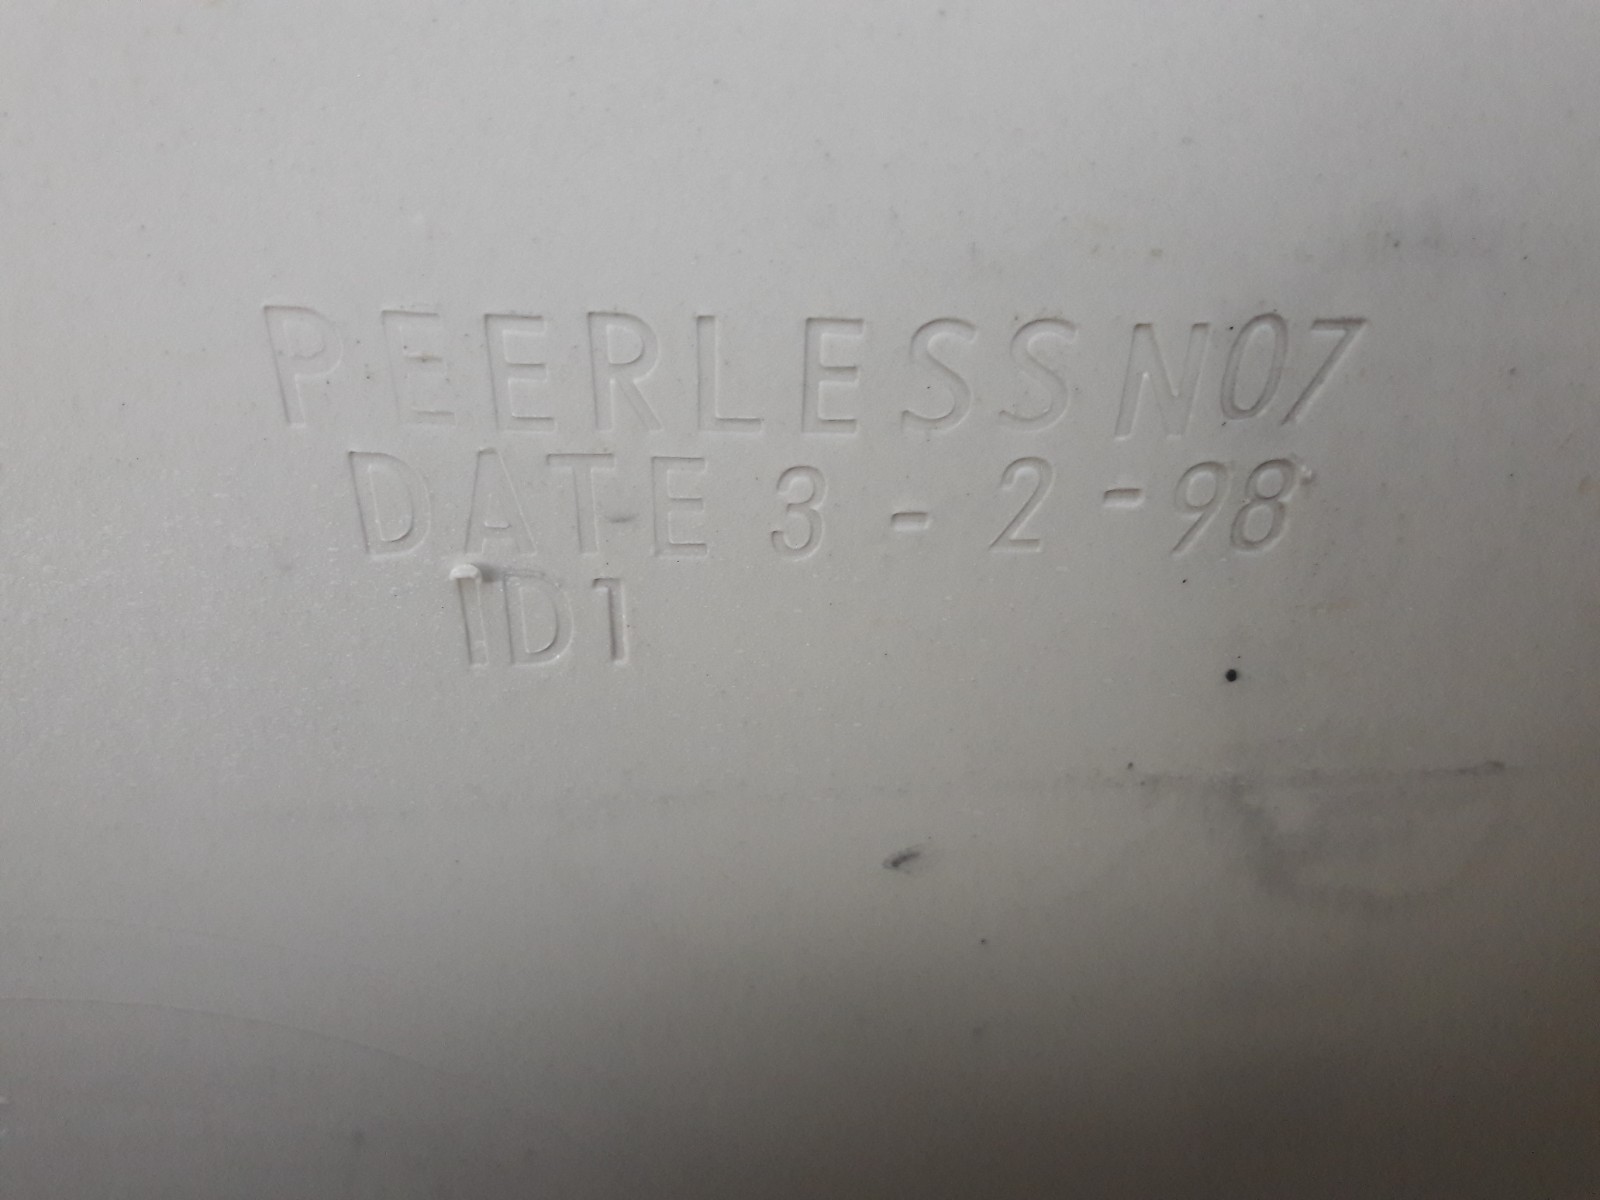 PEERLESS N07
DATE 3-2-98
ID1